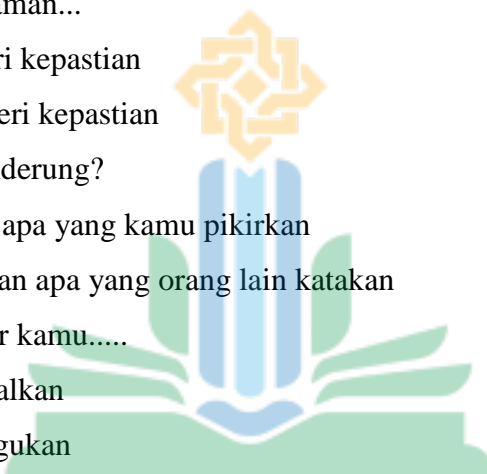 aman...
ri kepastian
eri kepastian
derung?
apa yang kamu pikirkan
an apa yang orang lain katakan
r kamu.....
alkan
gukan